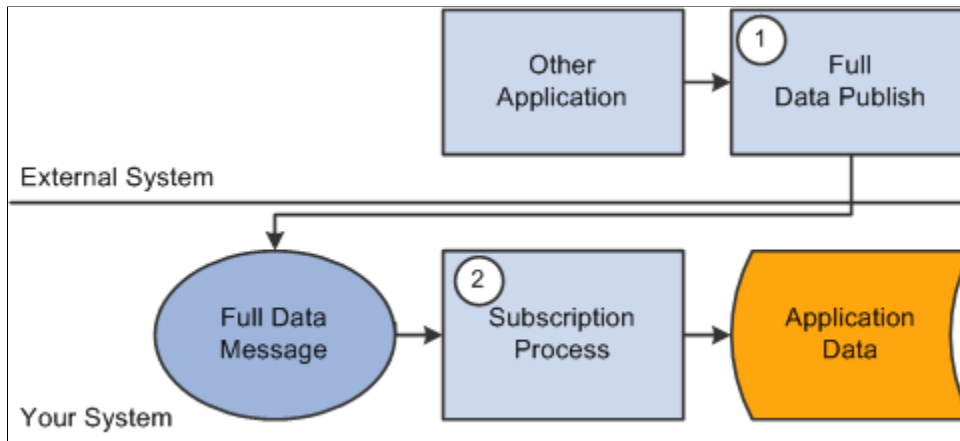 Other
Application
1
Full
Data Publish
External System
Full Data
Message
2
Subscription
Process
Application
Data
Your System